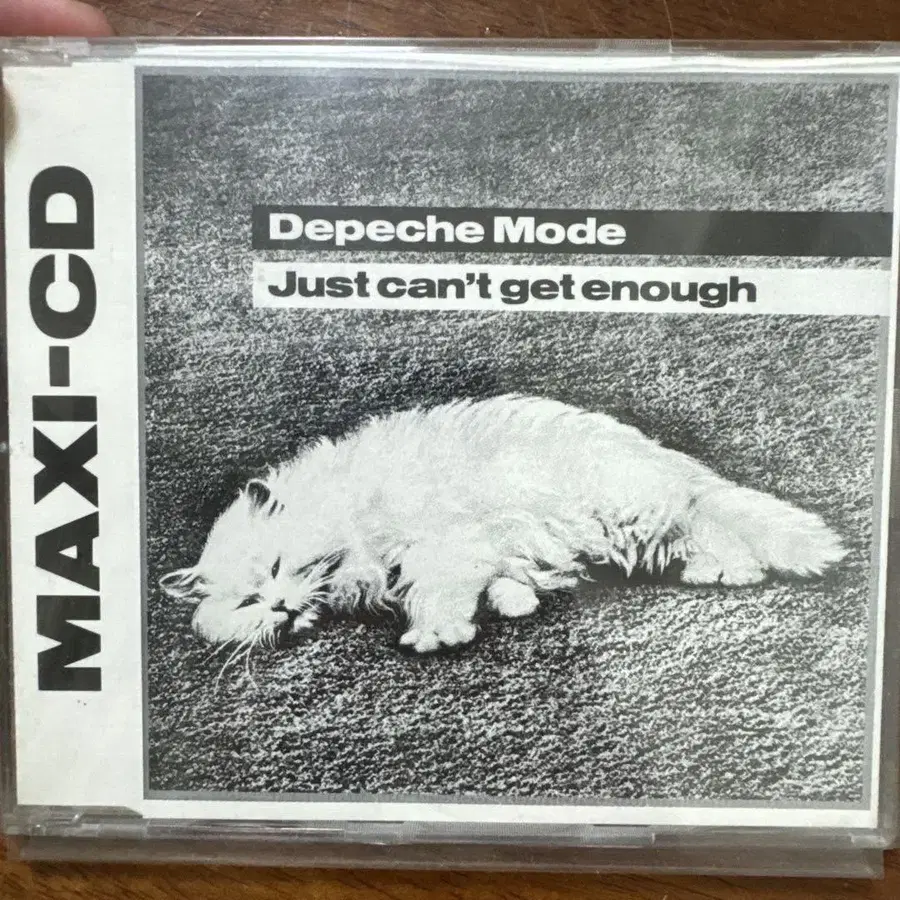 MAXI-CD
Depeche Mode
Just can't get enough